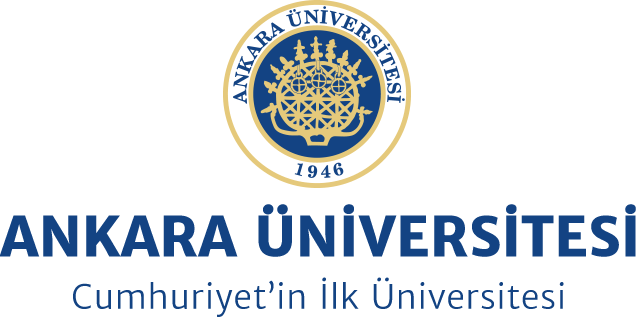 ANKARA ÜNİVERSİTESİ
1946
ANKARA ÜNİVERSİTESİ
Cumhuriyet’in İlk Üniversitesi